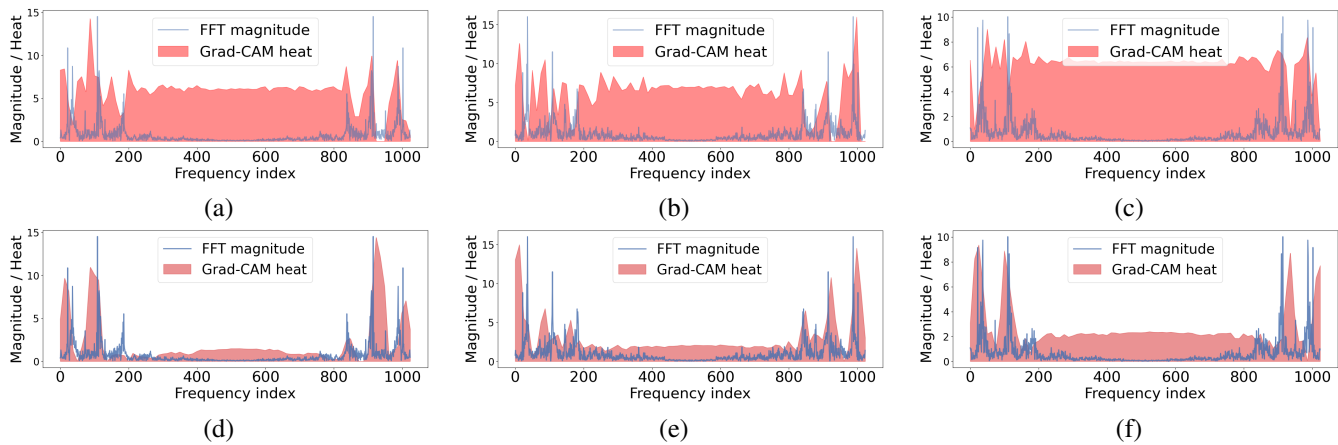 15
10
5
0
Magnitude / Heat
FFT magnitude
Grad-CAM heat
0 200 400 600 800 1000
Frequency index
(a)
15
10
5
0
Magnitude / Heat
FFT magnitude
Grad-CAM heat
0 200 400 600 800 1000
Frequency index
(b)
10
8
6
4
2
0
Magnitude / Heat
FFT magnitude
Grad-CAM heat
0 200 400 600 800 1000
Frequency index
(c)
15
10
5
0
Magnitude / Heat
FFT magnitude
Grad-CAM heat
0 200 400 600 800 1000
Frequency index
(d)
15
10
5
0
Magnitude / Heat
FFT magnitude
Grad-CAM heat
0 200 400 600 800 1000
Frequency index
(e)
10
8
6
4
2
0
Magnitude / Heat
FFT magnitude
Grad-CAM heat
0 200 400 600 800 1000
Frequency index
(f)